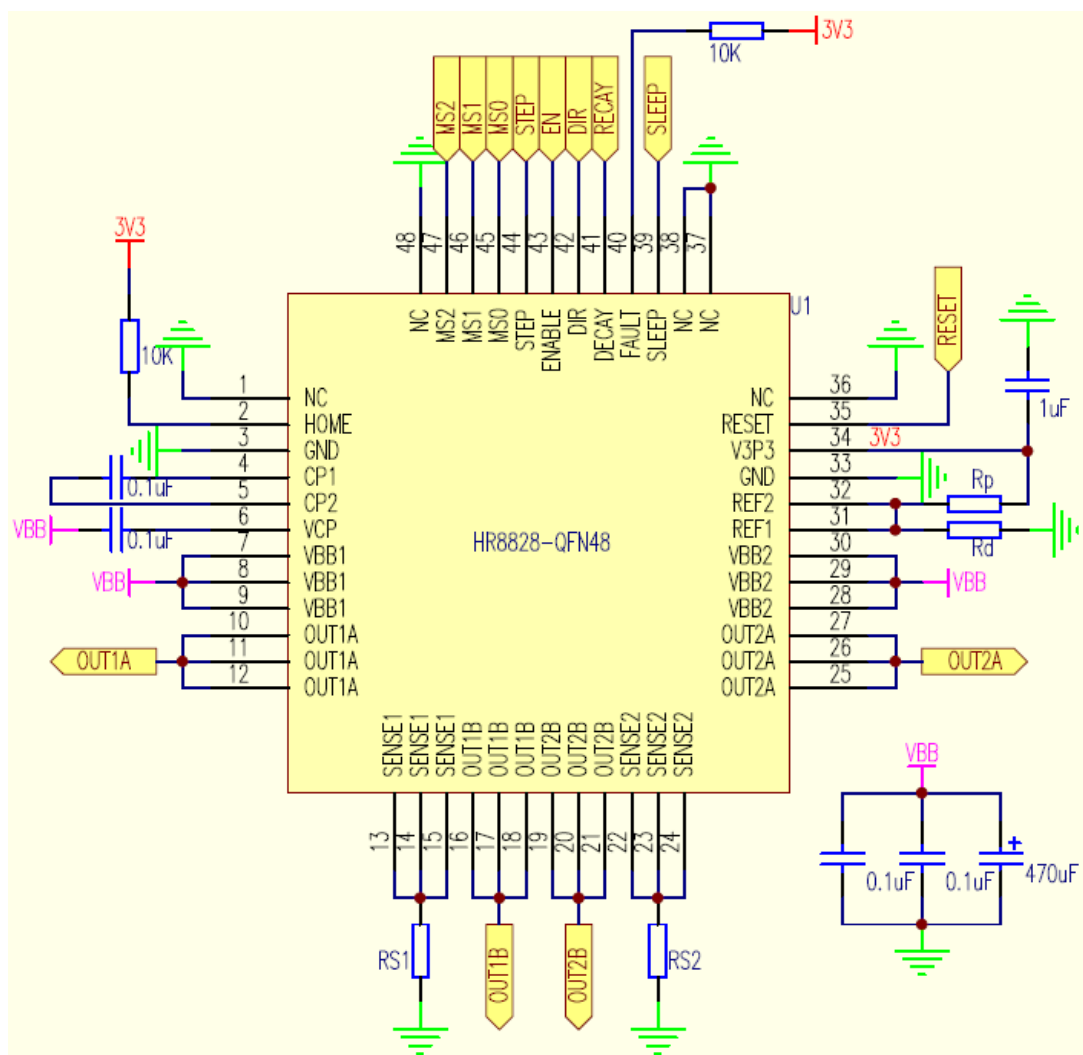 10K
3V3
MS2
MS1
MS0
STEP
EN
DIR
RECAY
SLEEP
48
47
46
45
44
43
42
41
40
39
38
37
NC
MS2
MS1
MS0
STEP
ENABLE
DIR
DECAY
FAULT
SLEEP
NC
NC
U1
3V3
10K
RESET
1uF
1 NC
2 HOME
3 GND
4 CP1
5 CP2
6 VCP
7 VBB1
8 VBB1
9 VBB1
10 OUT1A
11 OUT1A
12 OUT1A
0.1uF
VBB
0.1uF
VBB
OUT1A
HR8828-QFN48
NC 36
RESET 35
V3P3 34 3V3
GND 33
REF2 32
REF1 31
VBB2 30
VBB2 29
VBB2 28
OUT2A 27
OUT2A 26
OUT2A 25
Rp
Rd
VBB
OUT2A
SENSE1
SENSE1
SENSE1
OUT1B
OUT1B
OUT1B
OUT2B
OUT2B
OUT2B
SENSE2
SENSE2
SENSE2
13
14
15
16
17
18
19
20
21
22
23
24
RS1
OUT1B
OUT2B
RS2
VBB
0.1uF
0.1uF
+
470uF